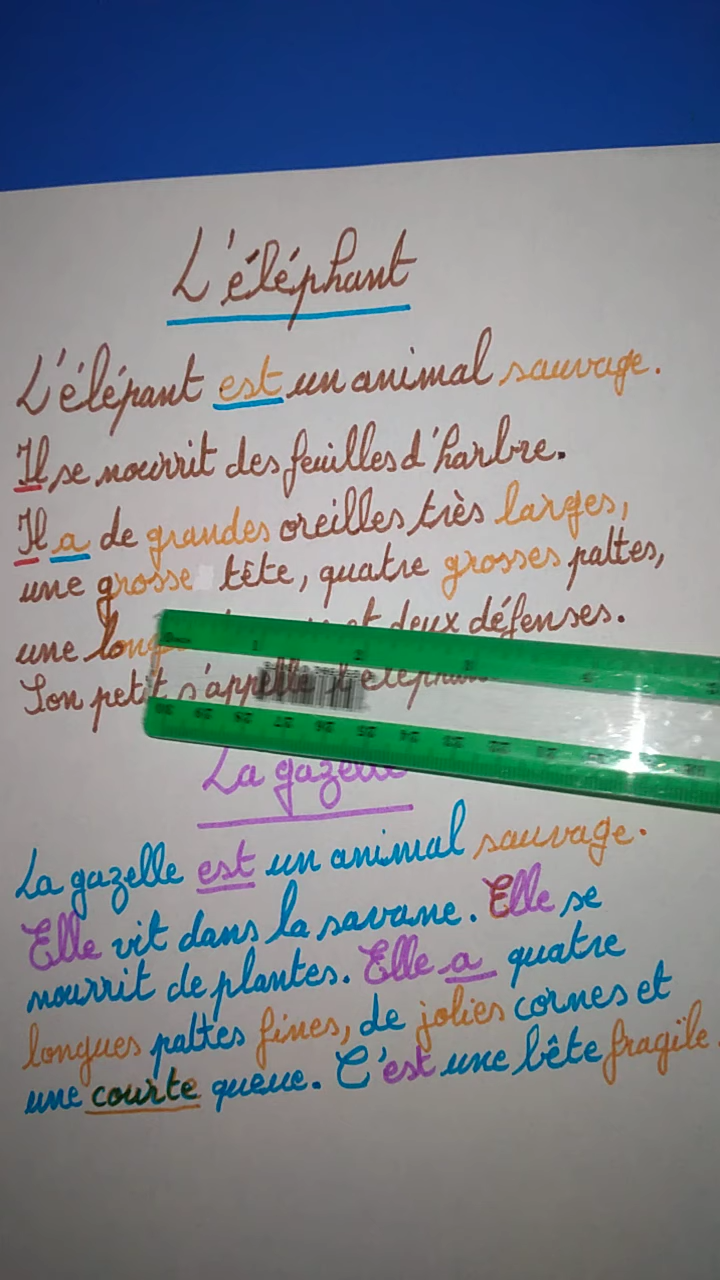 L'éléphant
L'élépant est un animal sauvage.
Il se nourrit des feuilles d'harbre.
Il a de grandes oreilles très larges,
une grosse tête, quatre grosses pattes,
une et deux défenses.
Son petit s'appelle
La gazelle
La gazelle est un animal sauvage.
Elle vit dans la savane. Elle se
nourrit de plantes. Elle a quatre
longues pattes fines, de jolies cornes et
une courte queue. C'est une bête fragile.